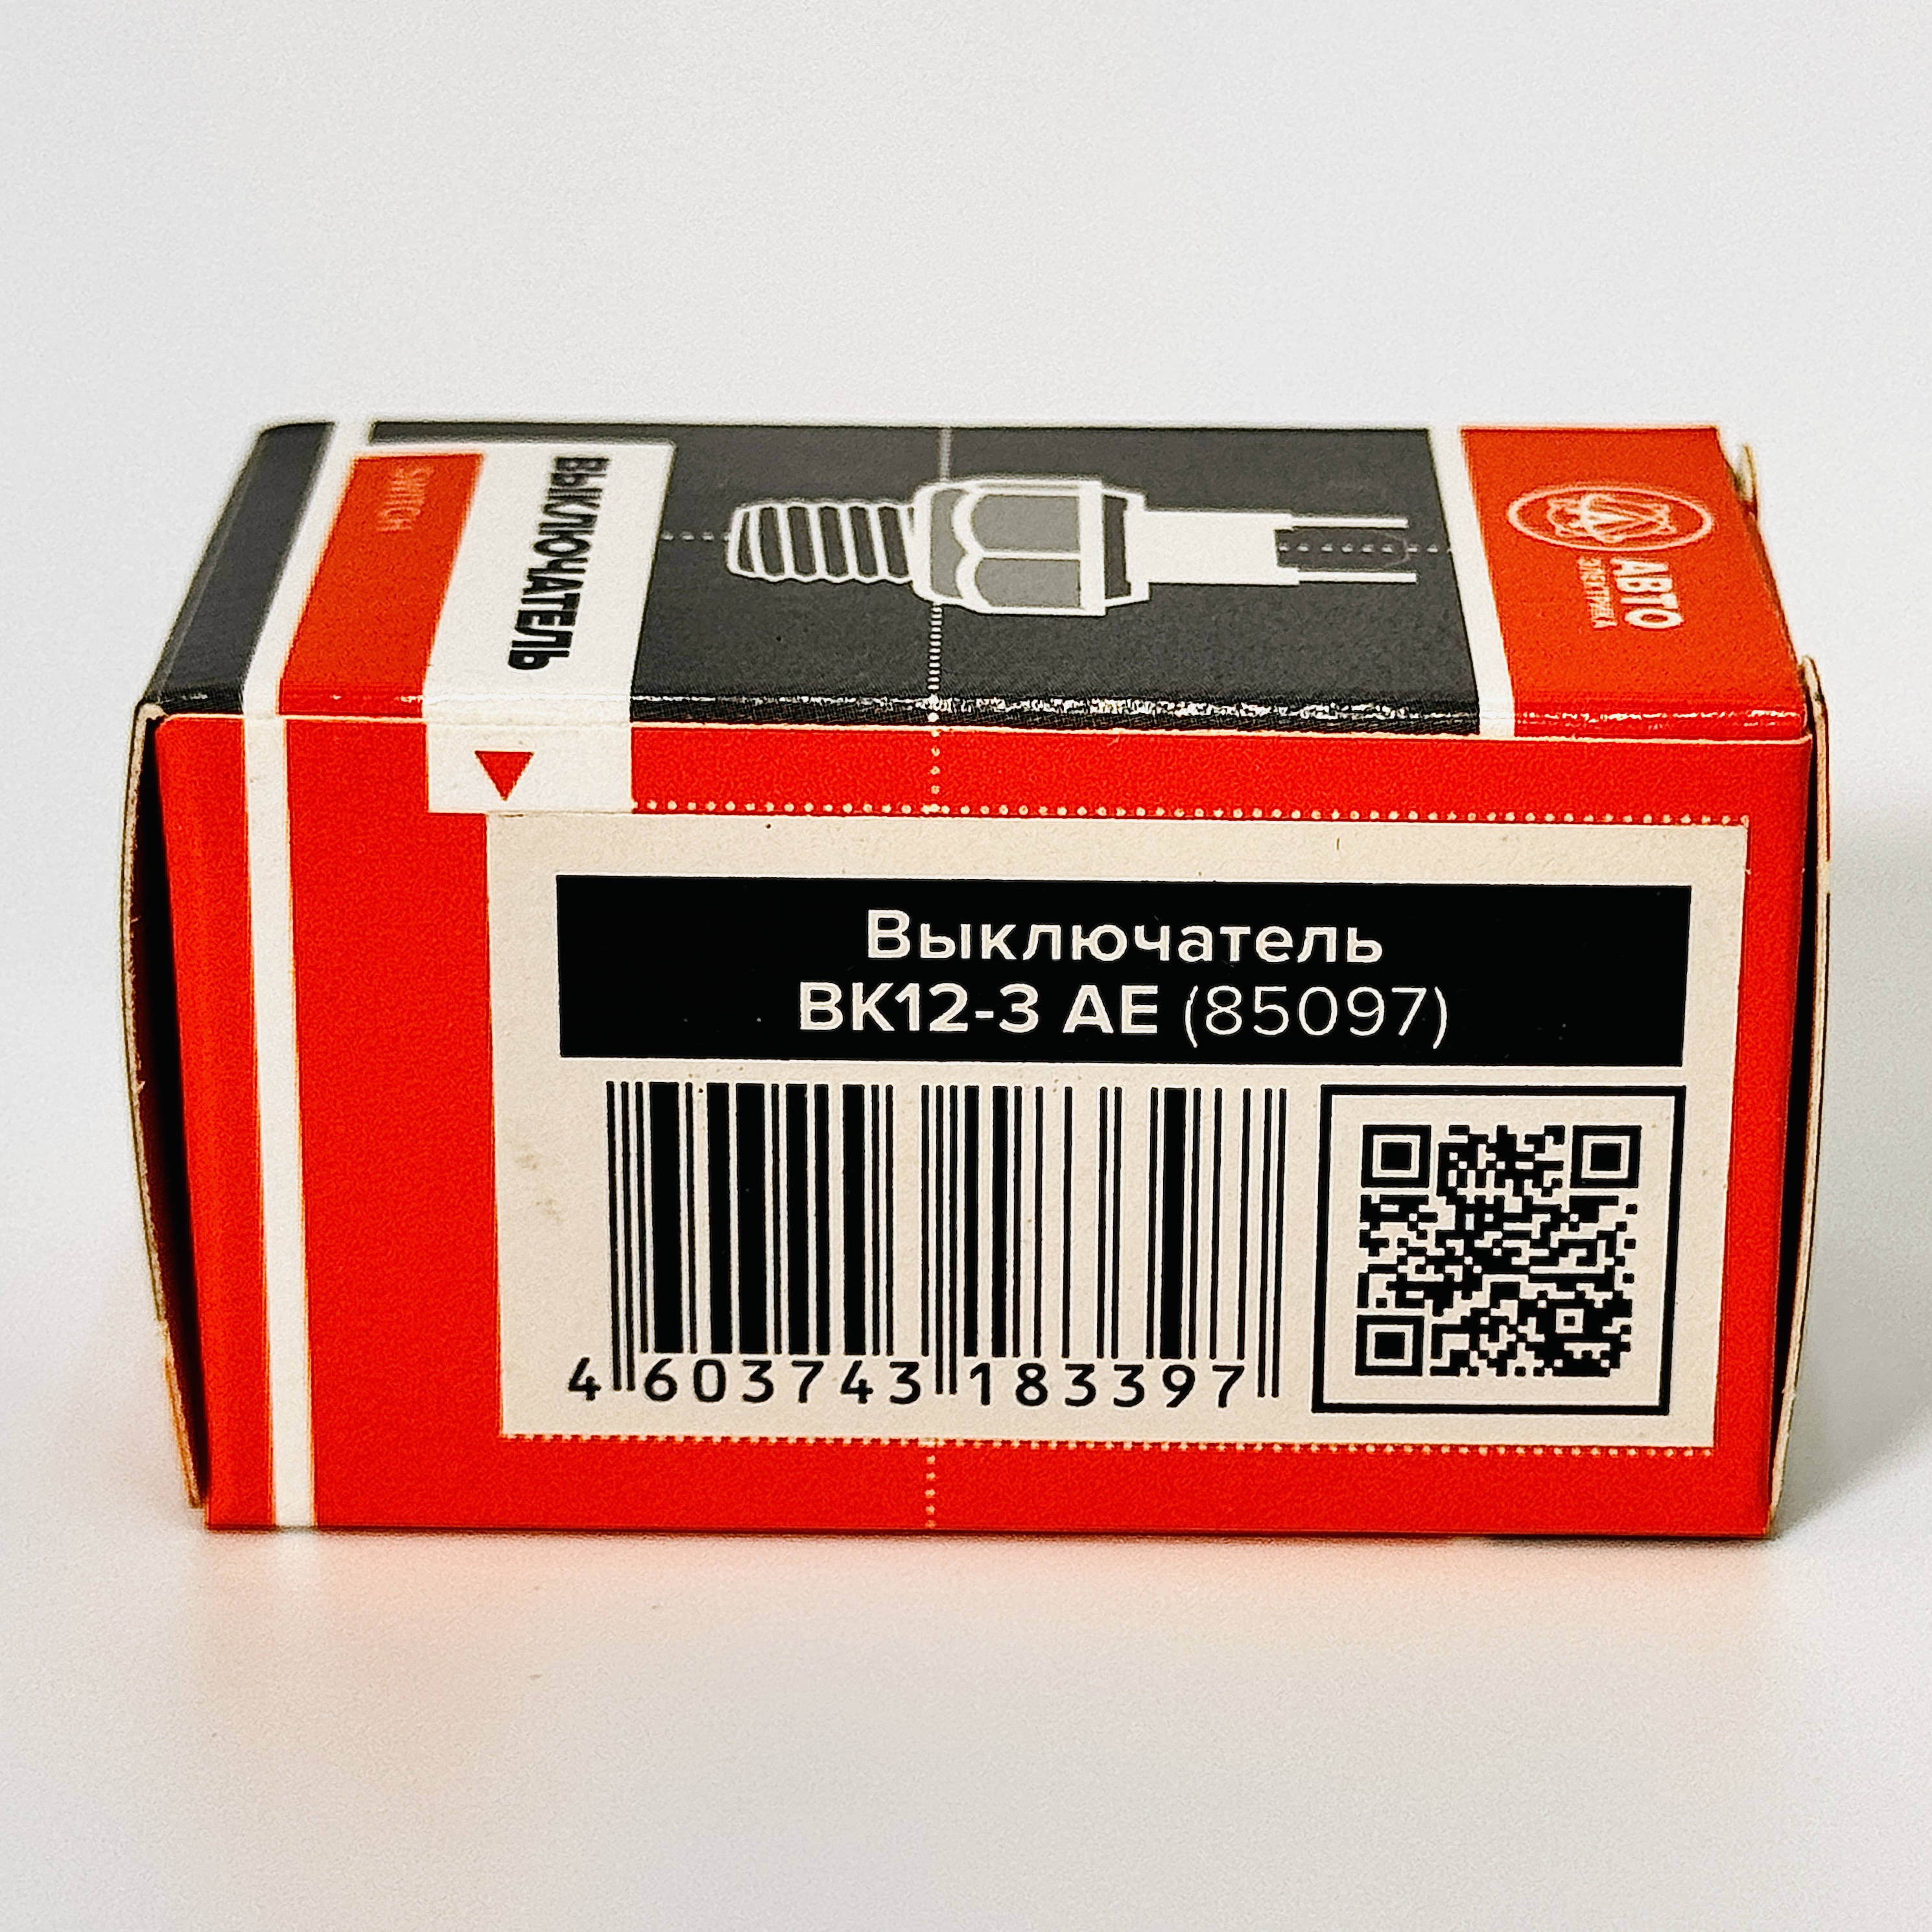 SWITCH
ВЫКЛЮЧАТЕЛЬ
АВТО
ЭЛЕКТРИКА
Выключатель
ВК12-3 АЕ (85097)
4 603743 183397